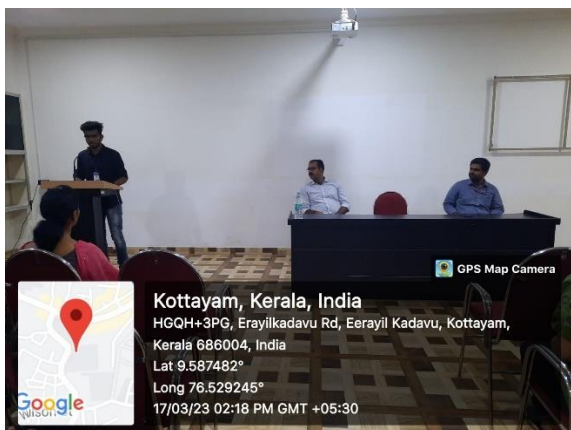 GPS Map Camera
Kottayam, Kerala, India
HGQH+3PG, Erayilkadavu Rd, Eerayil Kadavu, Kottayam,
Kerala 686004, India
Lat 9.587482°
Long 76.529245°
17/03/23 02:18 PM GMT +05:30
Google